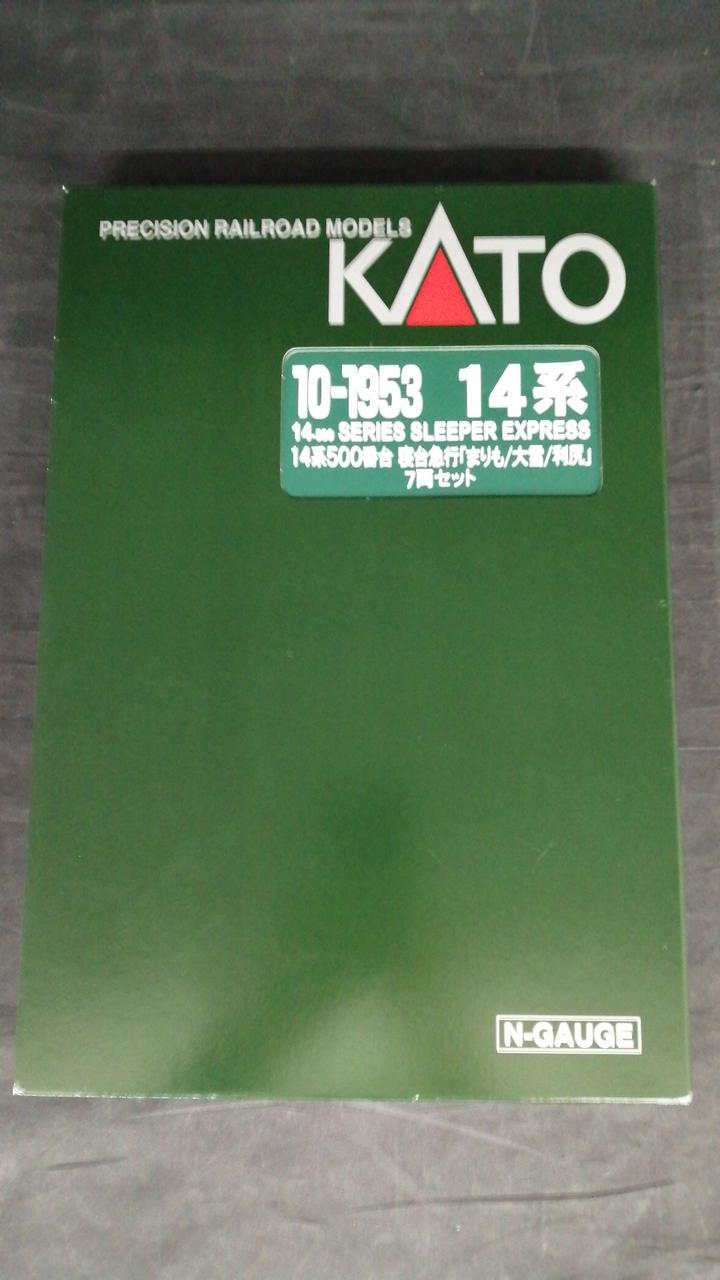 PRECISION RAILROAD MODELS
KATO
10-1953 14系
14-500 SERIES SLEEPER EXPRESS
14系500番台 寝台急行「まりも/大雪/利尻」
7両セット
N-GAUGE